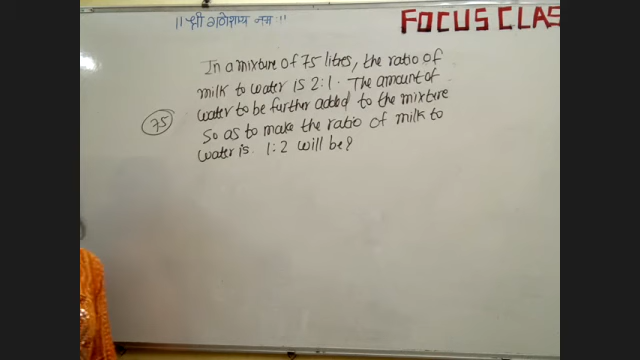 ॥ श्री गणेशाय नमः ॥
FOCUS CLAS
In a mixture of 75 litres, the ratio of
milk to water is 2:1. The amount of
water to be further added to the mixture
75
So as to make the ratio of milk to
water is. 1:2 will be?